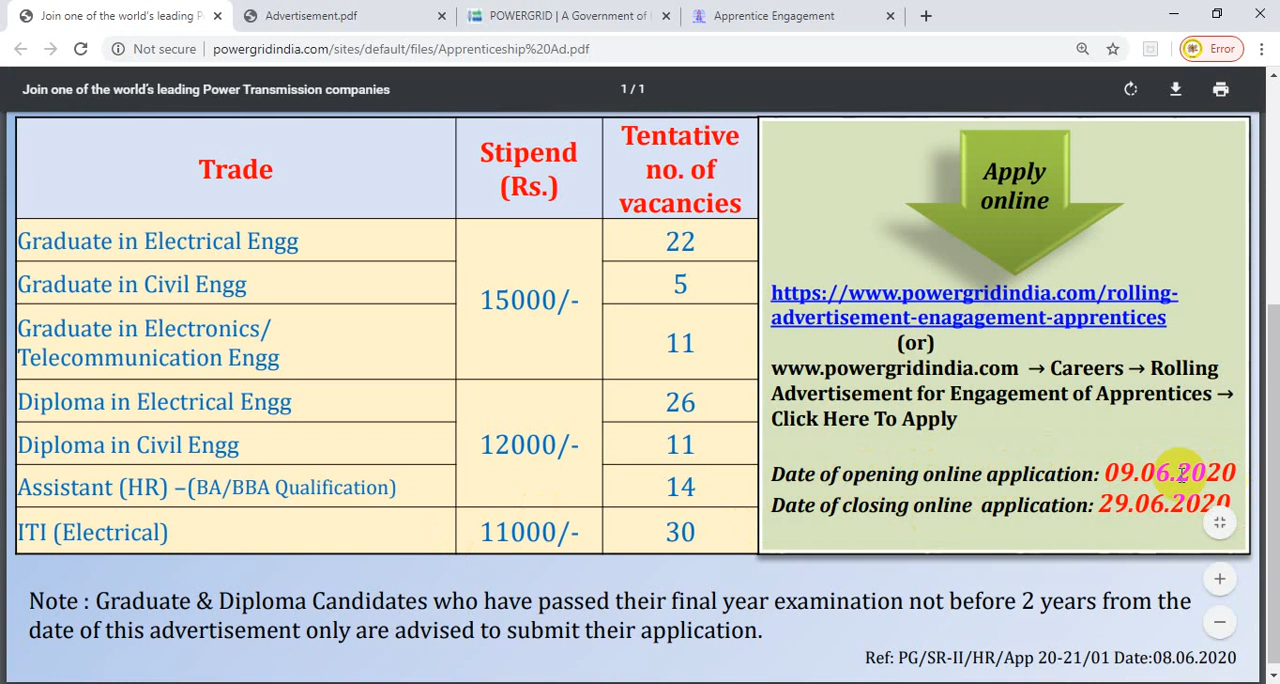 Join one of the world's leading P
Advertisement.pdf
POWERGRID | A Government of I
Apprentice Engagement
Not secure
powergridindia.com/sites/default/files/Apprenticeship%20Ad.pdf
Error
Join one of the world's leading Power Transmission companies
1 / 1
Trade
Stipend
(Rs.)
Tentative
no. of
vacancies
Graduate in Electrical Engg
22
Graduate in Civil Engg
5
15000/-
Graduate in Electronics/
Telecommunication Engg
11
Diploma in Electrical Engg
26
Diploma in Civil Engg
12000/-
11
Assistant (HR) –(BA/BBA Qualification)
14
ITI (Electrical)
11000/-
30
Apply
online
https://www.powergridindia.com/rolling-
advertisement-enagagement-apprentices
(or)
www.powergridindia.com → Careers → Rolling
Advertisement for Engagement of Apprentices →
Click Here To Apply
Date of opening online application: 09.06.2020
Date of closing online application: 29.06.2020
Note : Graduate & Diploma Candidates who have passed their final year examination not before 2 years from the
date of this advertisement only are advised to submit their application.
Ref: PG/SR-II/HR/App 20-21/01 Date:08.06.2020